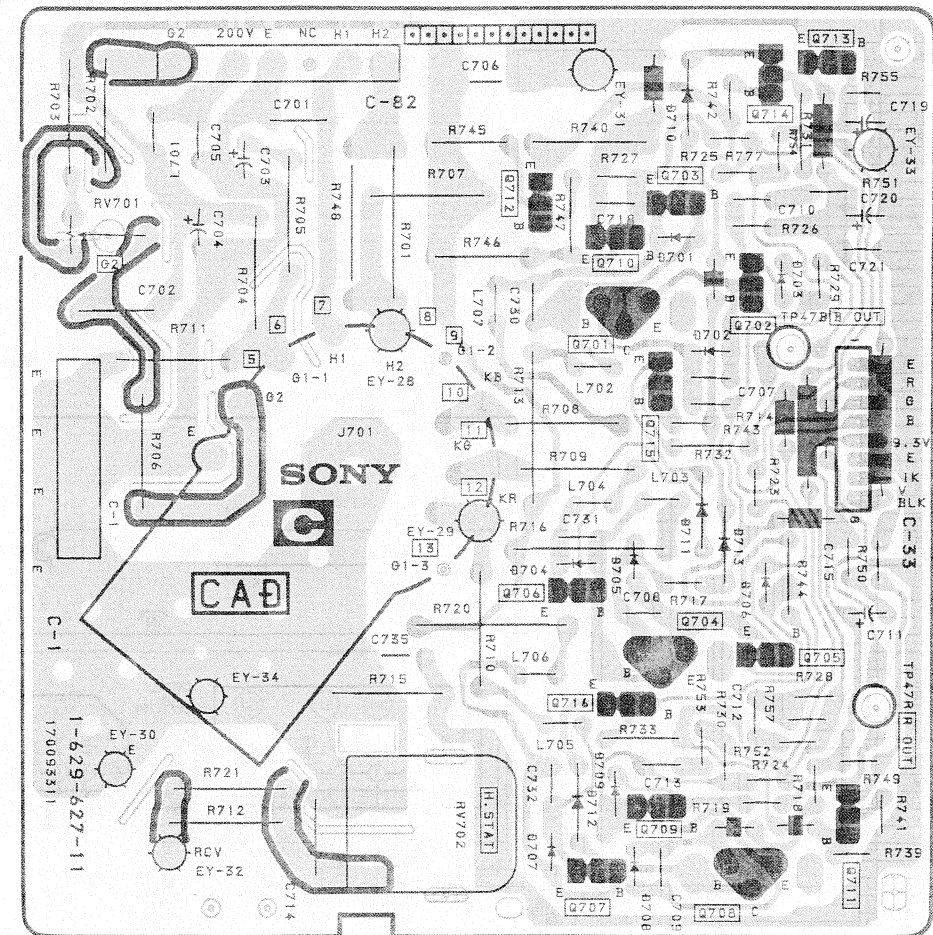 G2 200V E NC H1 H2
C-82
C706
EY-31
D710
R742
E
Q714
B
E Q713 B
R755
C719
EY-33
R703
R702
C701
C705
C703
R745
R740
R727
R725
R777
R754
R731
R751
C720
RV701
R748
R707
Q712
E
B
R747
Q703
E
B
C710
R726
C704
R705
R701
C718
E Q710 B
D701
R746
C721
G2
C702
R704
L707
C730
Q702
E
B
D703
R729
TP47B B OUT
R711
7
6
5
8
9
B E
Q701
C
D702
H1
G1-1
G2
H2
EY-28
G1-2
10
KB
R713
L702
E
B
Q715
C707
R714
R743
E
R
G
B
9.3V
E
IK
V
BLK
8
C-33
R706
E
J701
11
KG
R708
R732
R709
R723
SONY
C
C-1
12
KR
L704
L703
EY-29
R716
C731
D711
D713
13
G1-3
D704
D705
Q706
E B
C708
R717
D706
R744
C715
R750
E
E
E
E
CAD
R720
C735
R710
Q704
B
E
E B
Q705
C711
C-1
EY-34
R715
L706
E
Q716
B
R753
R730
C712
R757
R728
TP47R R OUT
EY-30
E
L705
R733
R752
R724
1-629-627-11
170093311
R721
R712
C732
D709
D712
C713
E Q709 B
R719
R718
E
B
Q711
R749
R741
R739
RCV
EY-32
C714
RV702
H.STAT
D707
E B
Q707
D708
C709
B E
Q708
C